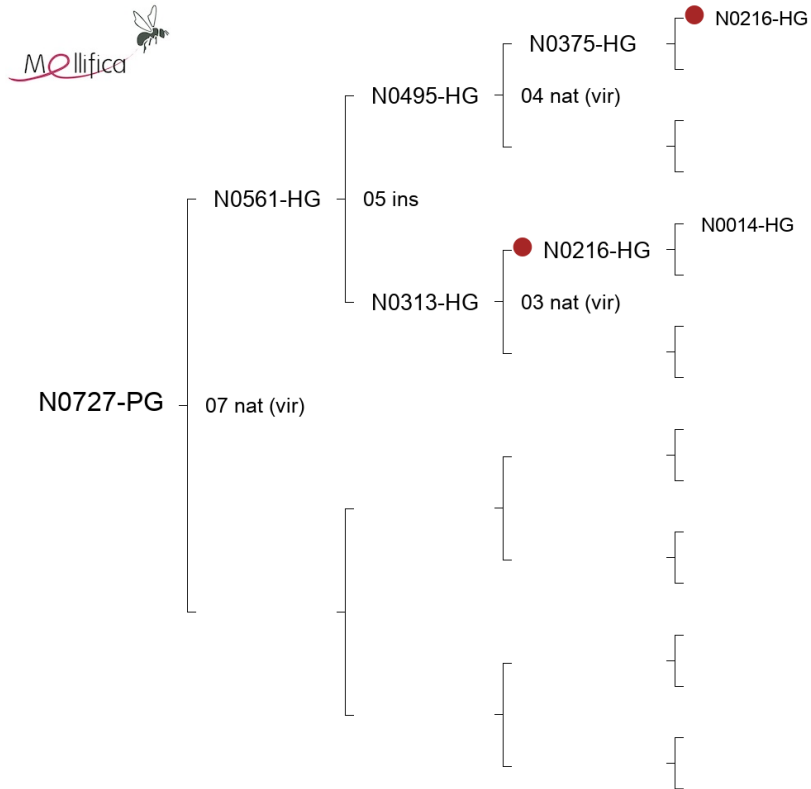 Mellifica
N0216-HG
N0375-HG
N0495-HG
04 nat (vir)
N0561-HG
05 ins
N0014-HG
N0216-HG
N0313-HG
03 nat (vir)
N0727-PG
07 nat (vir)